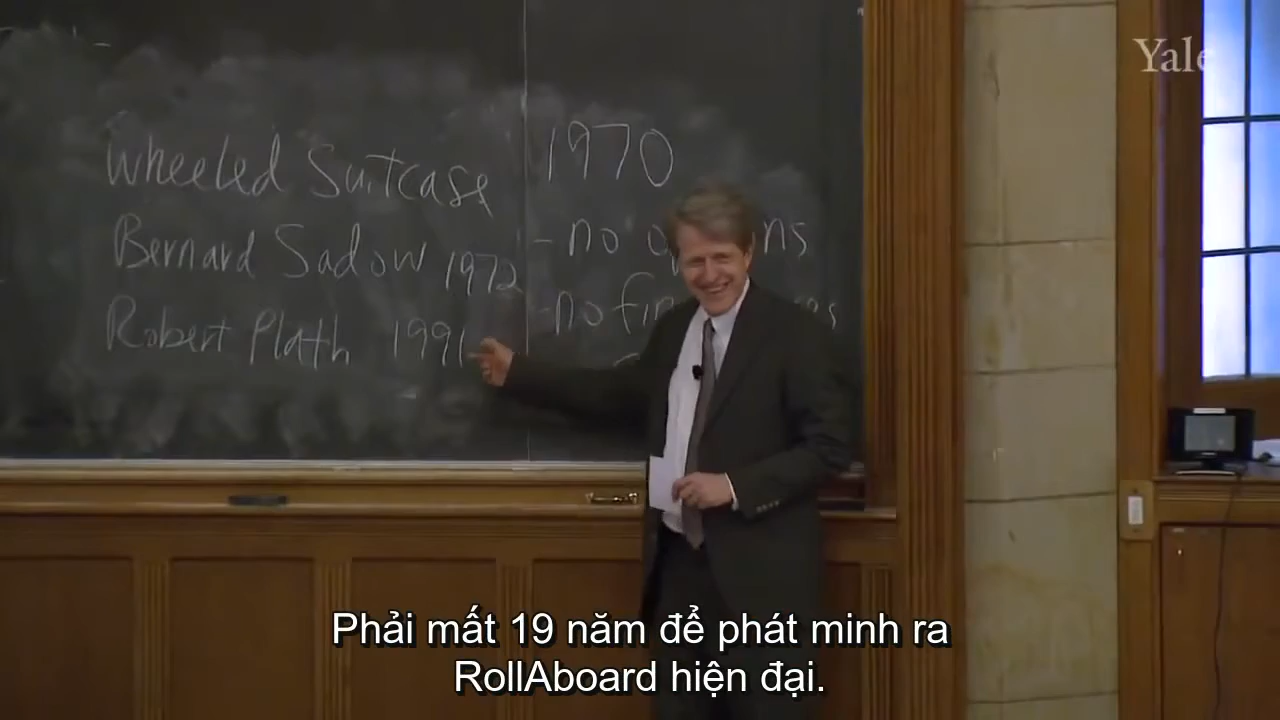 Yale
Wheeled Suitcase
Bernard Sadow 1972
Robert Plath 1991
1970
- no
- no fin
Phải mất 19 năm để phát minh ra
RollAboard hiện đại.